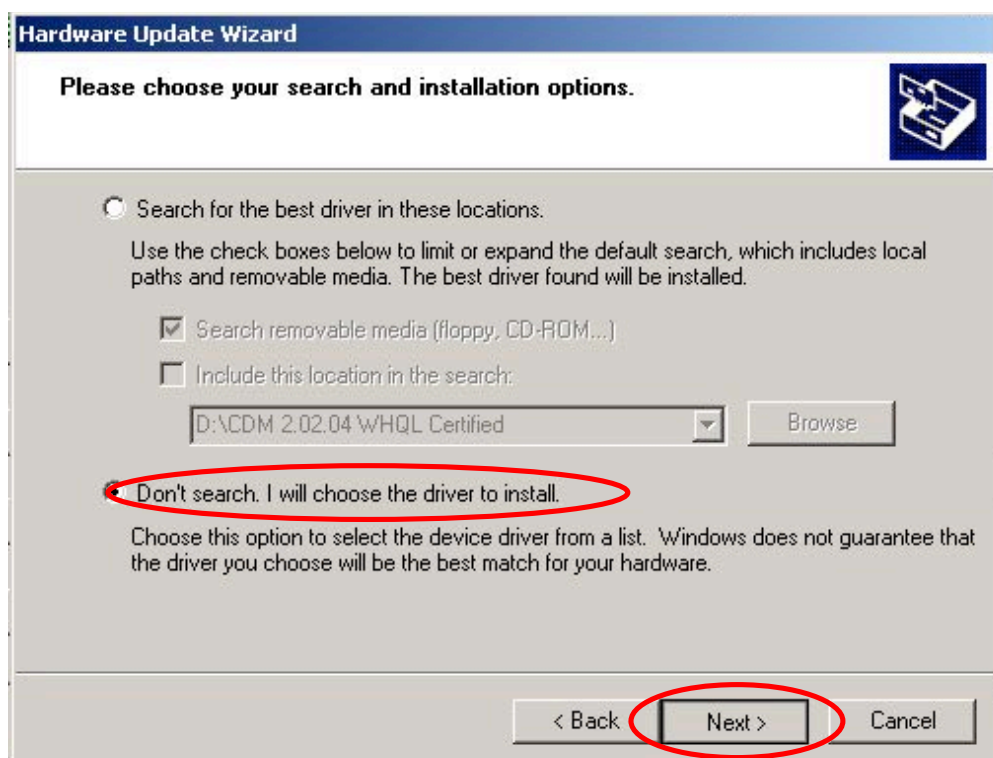 Hardware Update Wizard
Please choose your search and installation options.
Search for the best driver in these locations.
Use the check boxes below to limit or expand the default search, which includes local
paths and removable media. The best driver found will be installed.
Search removable media (floppy, CD-ROM...)
Include this location in the search:
D:\CDM 2.02.04 WHQL Certified
Browse
Don't search. I will choose the driver to install.
Choose this option to select the device driver from a list. Windows does not guarantee that
the driver you choose will be the best match for your hardware.
< Back Next > Cancel